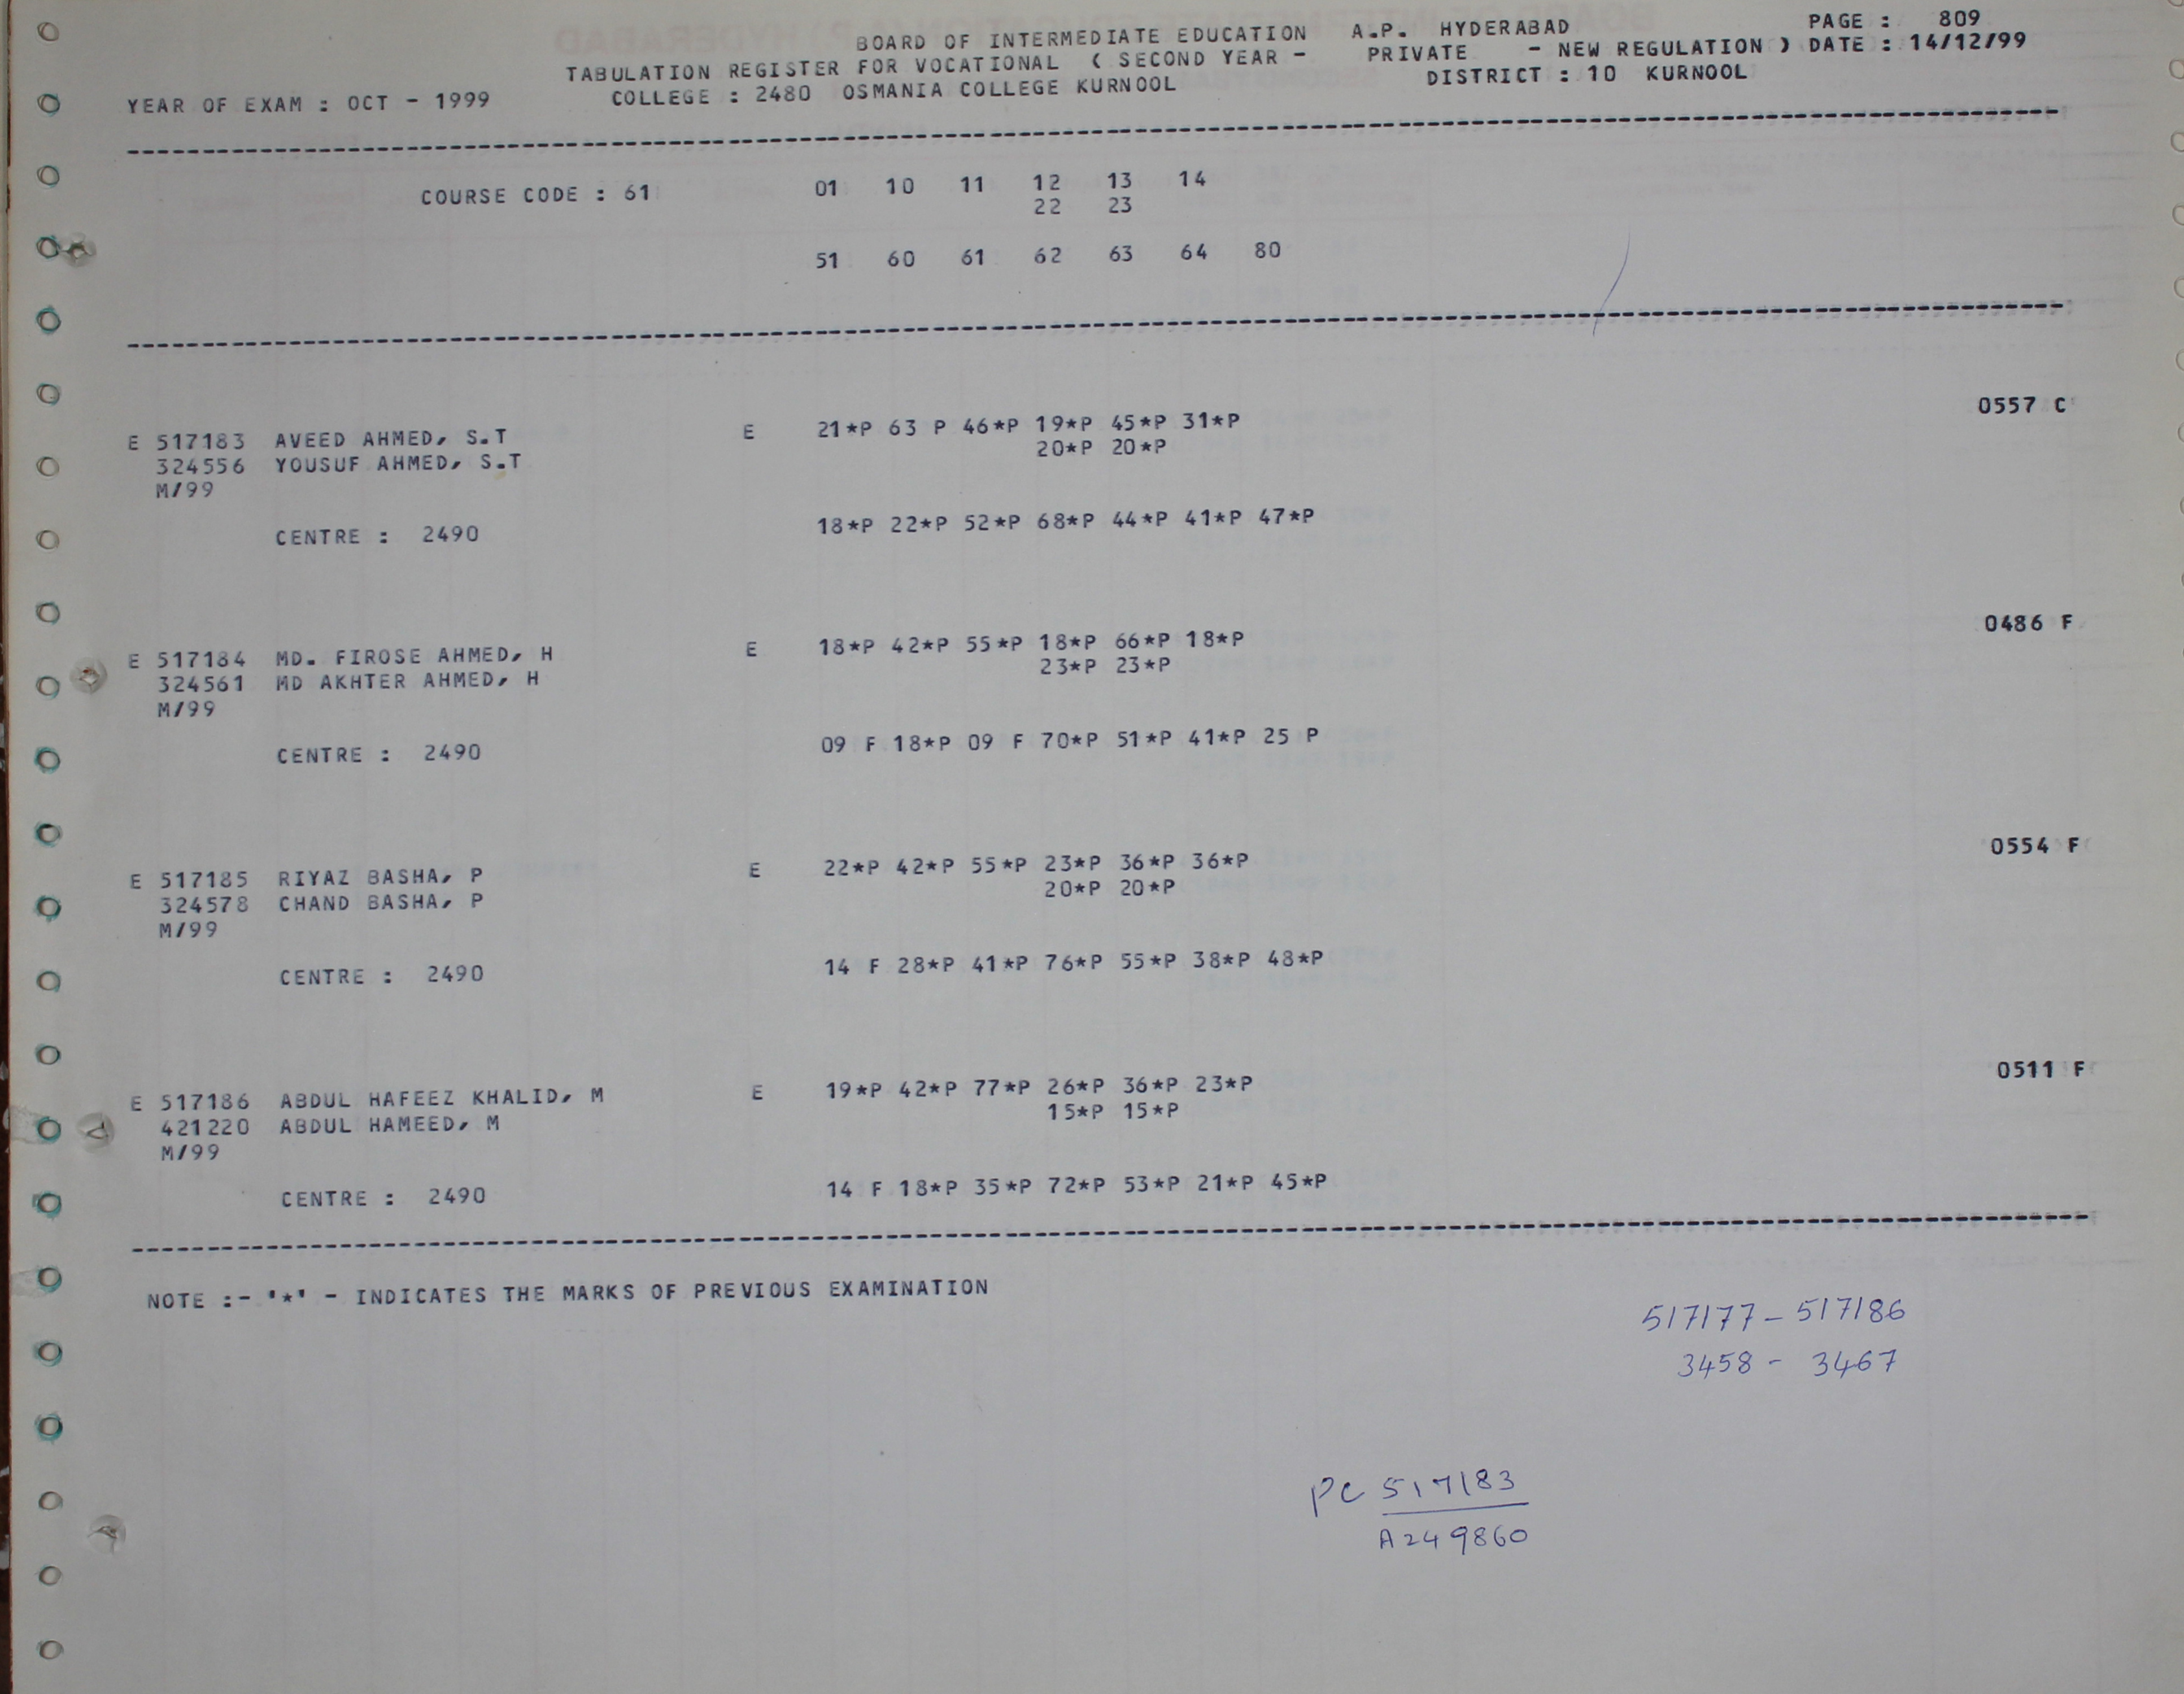 BOARD OF INTERMEDIATE EDUCATION A.P. HYDERABAD PAGE : 809
TABULATION REGISTER FOR VOCATIONAL ( SECOND YEAR - PRIVATE - NEW REGULATION ) DATE : 14/12/99
YEAR OF EXAM : OCT - 1999 COLLEGE : 2480 OSMANIA COLLEGE KURNOOL DISTRICT : 10 KURNOOL
COURSE CODE : 61 01 10 11 12 13 14
22 23
51 60 61 62 63 64 80
0557 C
E 517183 AVEED AHMED, S.T E 21*P 63 P 46*P 19*P 45*P 31*P
324556 YOUSUF AHMED, S.T 20*P 20*P
M/99
CENTRE : 2490 18*P 22*P 52*P 68*P 44*P 41*P 47*P
0486 F
E 517184 MD. FIROSE AHMED, H E 18*P 42*P 55*P 18*P 66*P 18*P
324561 MD AKHTER AHMED, H 23*P 23*P
M/99
CENTRE : 2490 09 F 18*P 09 F 70*P 51*P 41*P 25 P
0554 F
E 517185 RIYAZ BASHA, P E 22*P 42*P 55*P 23*P 36*P 36*P
324578 CHAND BASHA, P 20*P 20*P
M/99
CENTRE : 2490 14 F 28*P 41*P 76*P 55*P 38*P 48*P
0511 F
E 517186 ABDUL HAFEEZ KHALID, M E 19*P 42*P 77*P 26*P 36*P 23*P
421220 ABDUL HAMEED, M 15*P 15*P
M/99
CENTRE : 2490 14 F 18*P 35*P 72*P 53*P 21*P 45*P
NOTE :- '*' - INDICATES THE MARKS OF PREVIOUS EXAMINATION
517177 - 517186
3458 - 3467
PC 517183
A249860